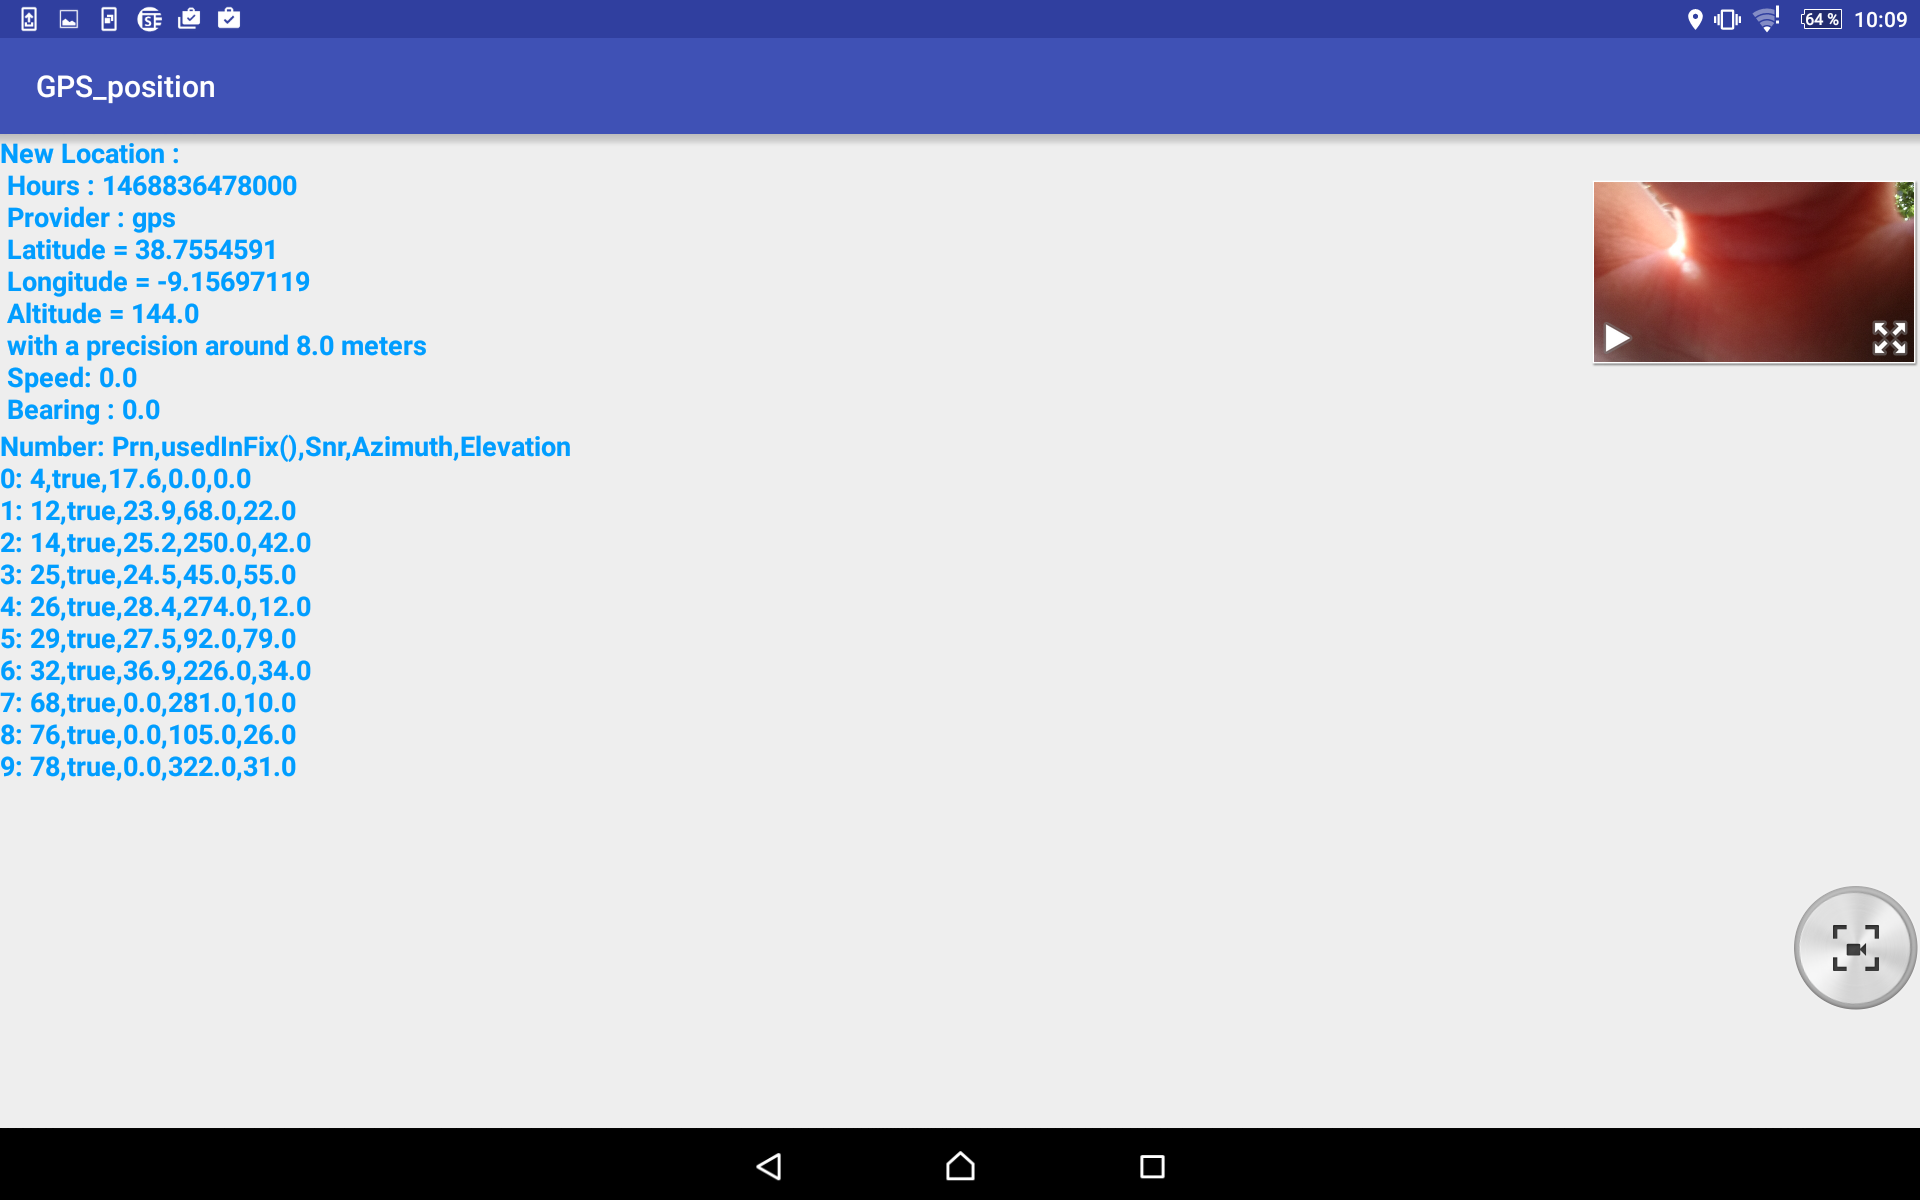 64 %
10:09
GPS_position
New Location :
Hours : 1468836478000
Provider : gps
Latitude = 38.7554591
Longitude = -9.15697119
Altitude = 144.0
with a precision around 8.0 meters
Speed: 0.0
Bearing : 0.0
Number: Prn,usedInFix(),Snr,Azimuth,Elevation
0: 4,true,17.6,0.0,0.0
1: 12,true,23.9,68.0,22.0
2: 14,true,25.2,250.0,42.0
3: 25,true,24.5,45.0,55.0
4: 26,true,28.4,274.0,12.0
5: 29,true,27.5,92.0,79.0
6: 32,true,36.9,226.0,34.0
7: 68,true,0.0,281.0,10.0
8: 76,true,0.0,105.0,26.0
9: 78,true,0.0,322.0,31.0